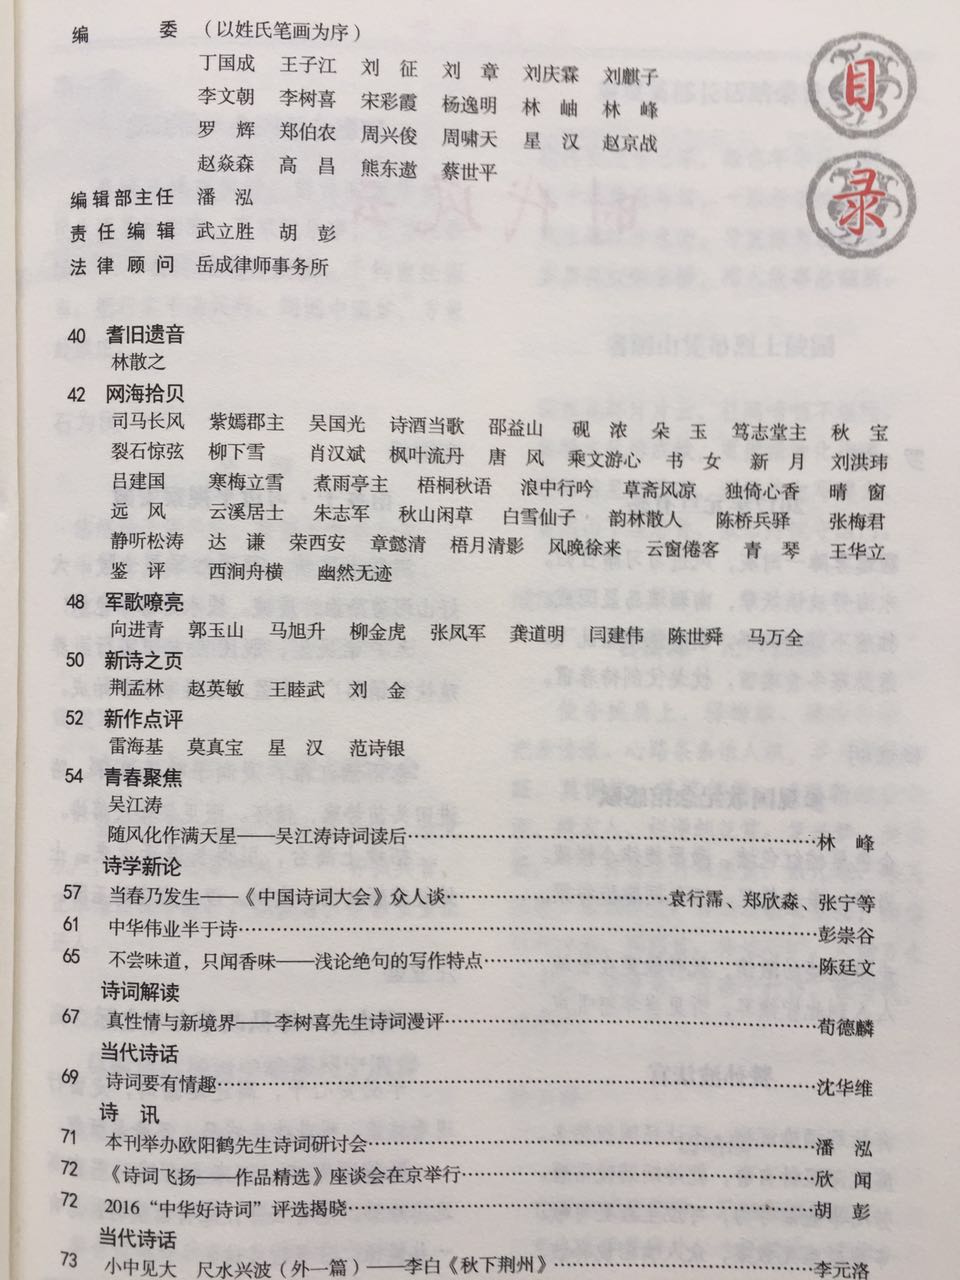 编 委 （以姓氏笔画为序）
丁国成 王子江 刘 征 刘 章 刘庆霖 刘麒子
李文朝 李树喜 宋彩霞 杨逸明 林 岫 林 峰
罗 辉 郑伯农 周兴俊 周啸天 星 汉 赵京战
赵焱森 高 昌 熊东遨 蔡世平
编辑部主任 潘 泓
责任编辑 武立胜 胡 彭
法律顾问 岳成律师事务所
目
录
40 耆旧遗音
林散之
42 网海拾贝
司马长风 紫嫣郡主 吴国光 诗酒当歌 邵益山 砚 浓 朵 玉 笃志堂主 秋 宝
裂石惊弦 柳下雪 肖汉斌 枫叶流丹 唐 风 乘文游心 书 女 新 月 刘洪玮
吕建国 寒梅立雪 煮雨亭主 梧桐秋语 浪中行吟 草斋风凉 独倚心香 晴 窗
远 风 云溪居士 朱志军 秋山闲草 白雪仙子 韵林散人 陈桥兵驿 张梅君
静听松涛 达 谦 荣西安 章懿清 梧月清影 风晚徐来 云窗倦客 青 琴 王华立
鉴 评 西涧舟横 幽然无迹
48 军歌嘹亮
向进青 郭玉山 马旭升 柳金虎 张凤军 龚道明 闫建伟 陈世舜 马万全
50 新诗之页
荆孟林 赵英敏 王睦武 刘 金
52 新作点评
雷海基 莫真宝 星 汉 范诗银
54 青春聚焦
吴江涛
随风化作满天星——吴江涛诗词读后……林 峰
诗学新论
57 当春乃发生——《中国诗词大会》众人谈……袁行霈、郑欣淼、张宁等
61 中华伟业半于诗……彭崇谷
65 不尝味道，只闻香味——浅论绝句的写作特点……陈廷文
诗词解读
67 真性情与新境界——李树喜先生诗词漫评……荀德麟
当代诗话
69 诗词要有情趣……沈华维
诗 讯
71 本刊举办欧阳鹤先生诗词研讨会……潘 泓
72 《诗词飞扬——作品精选》座谈会在京举行……欣 闻
72 2016“中华好诗词”评选揭晓……胡 彭
当代诗话
73 小中见大 尺水兴波（外一篇）——李白《秋下荆州》……李元洛